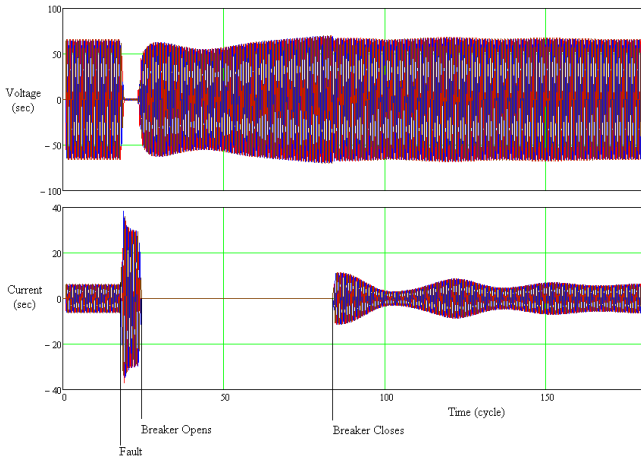 100
50
Voltage
(sec)
0
− 50
− 100
40
20
Current
(sec)
0
− 20
− 40
0
50
100
150
Time (cycle)
Breaker Opens
Breaker Closes
Fault